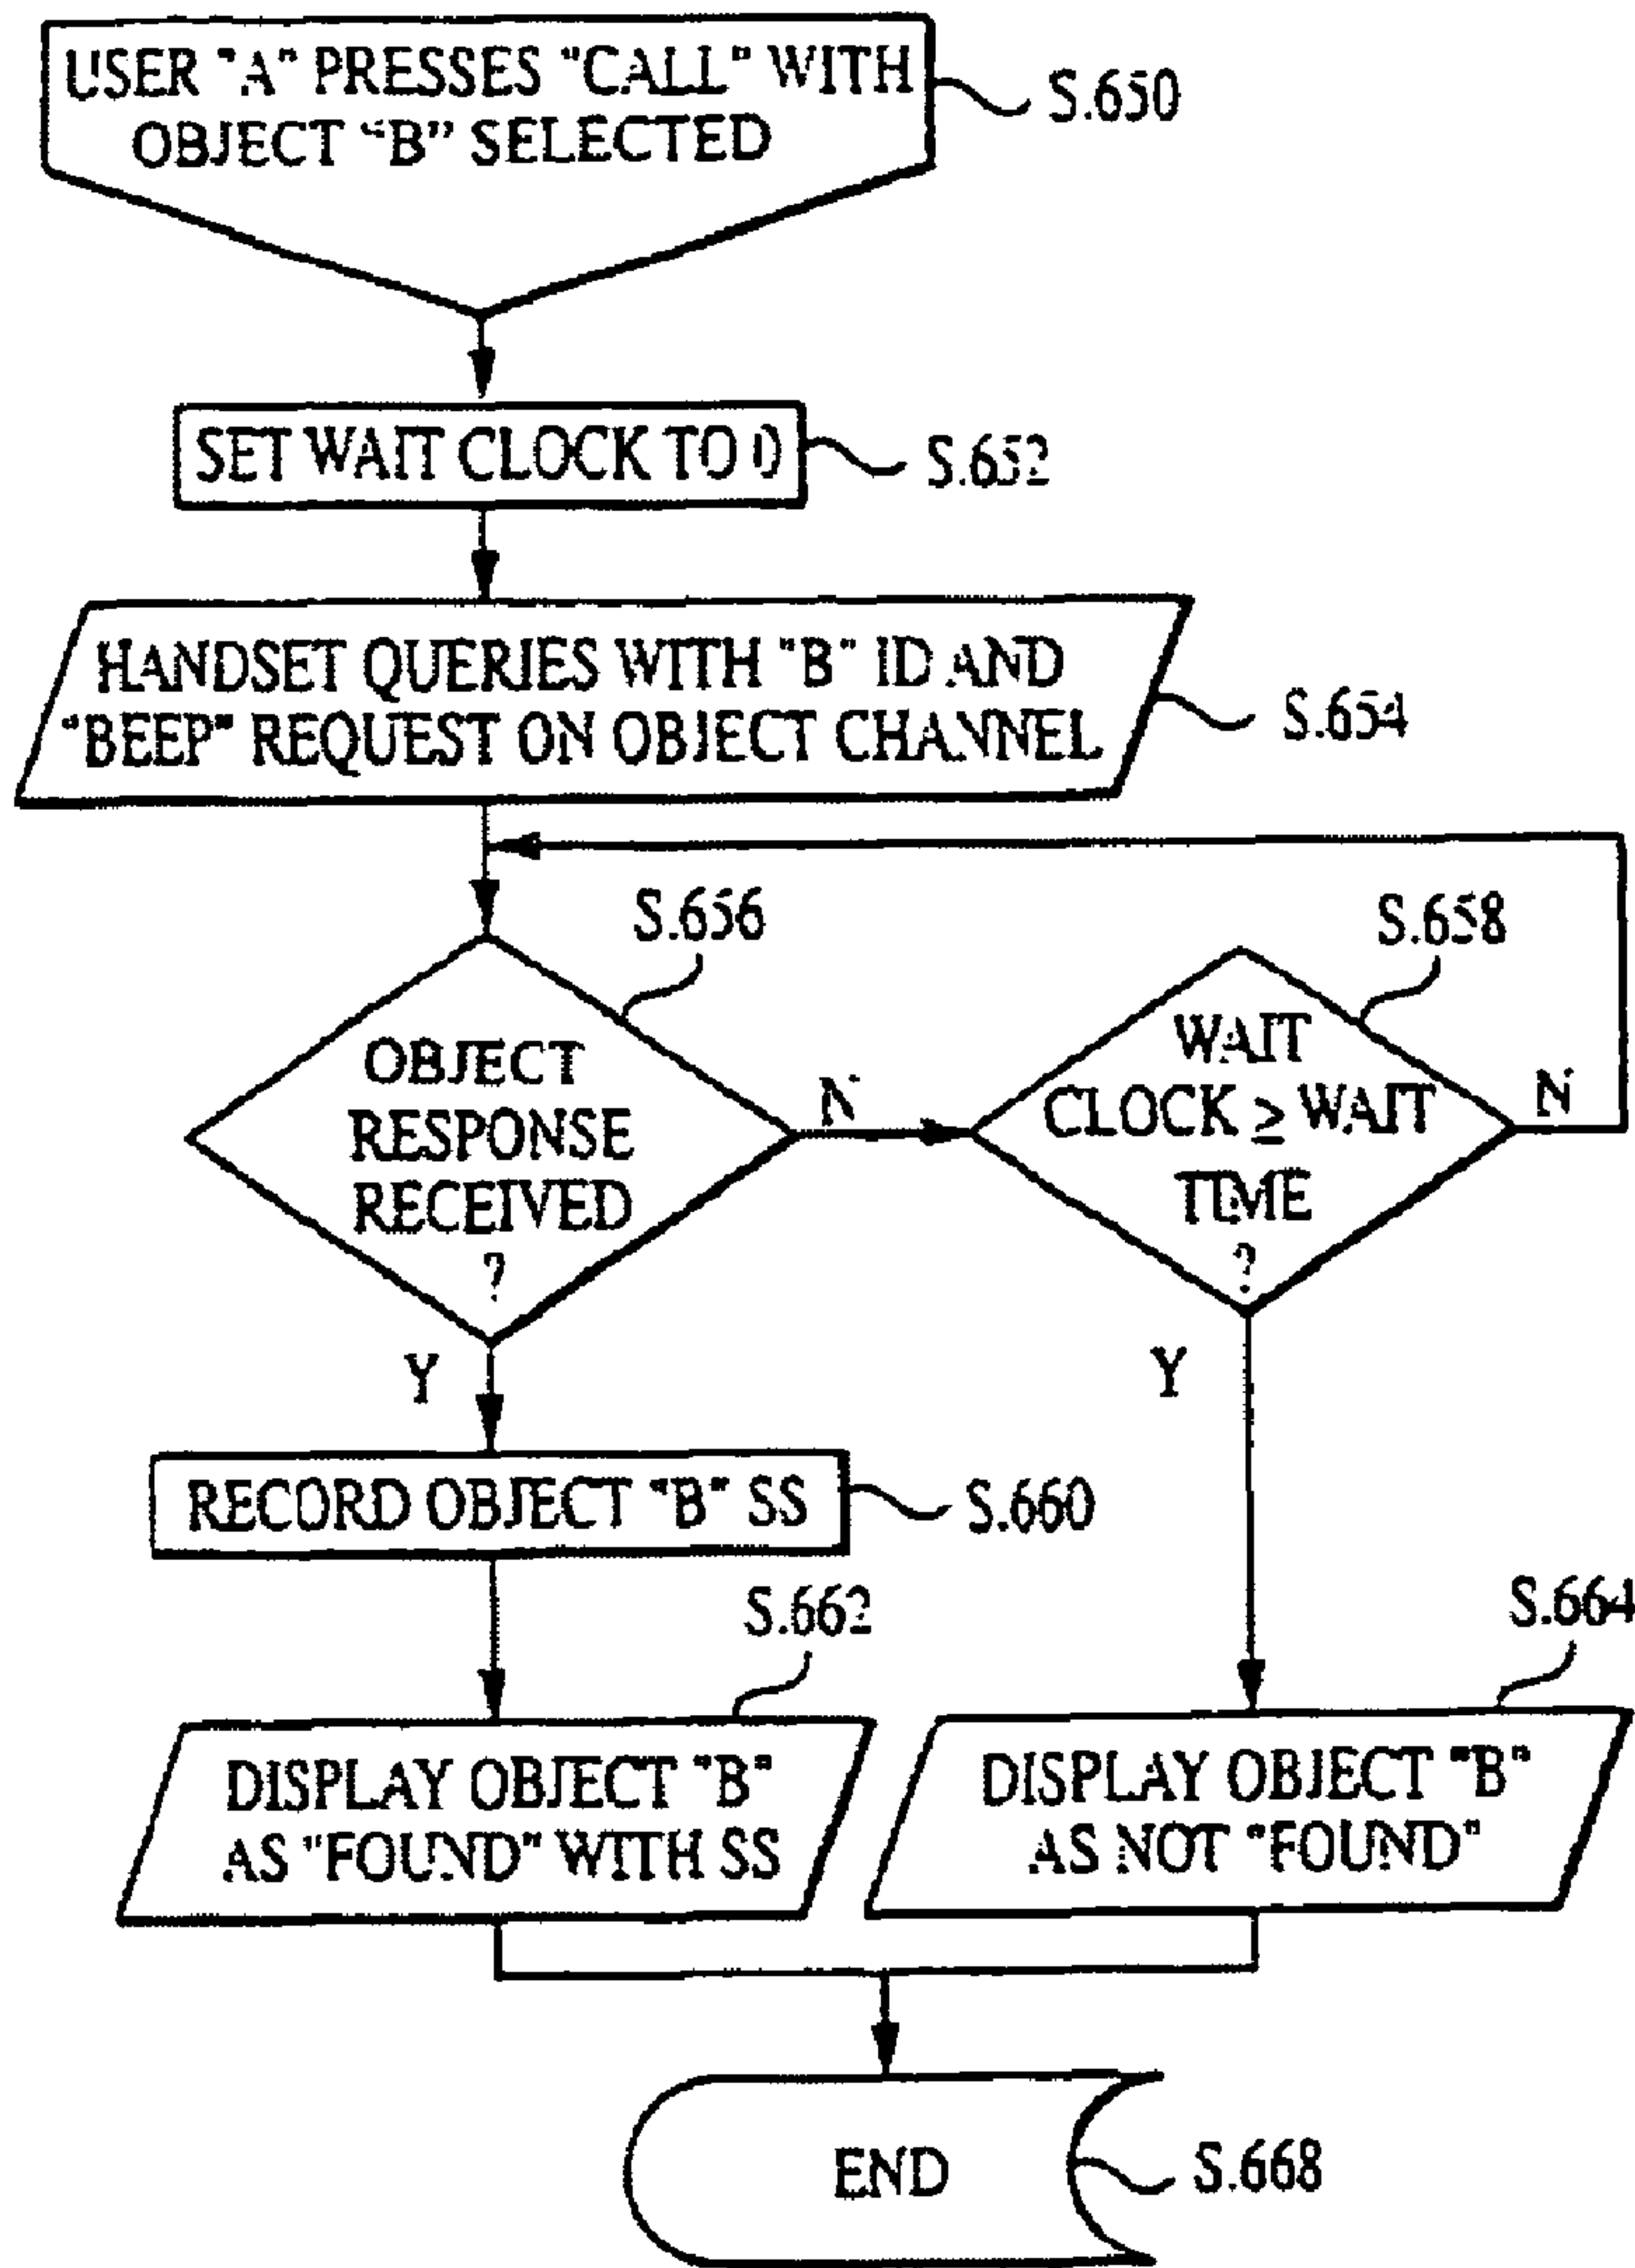 USER "A" PRESSES "CALL" WITH
OBJECT "B" SELECTED
S.650
SET WAIT CLOCK TO 0
S.652
HANDSET QUERIES WITH "B" ID AND
"BEEP" REQUEST ON OBJECT CHANNEL
S.654
S.656
S.658
OBJECT
RESPONSE
RECEIVED
?
N
WAIT
CLOCK ≥ WAIT
TIME
?
N
Y
Y
RECORD OBJECT "B" SS
S.660
S.662
S.664
DISPLAY OBJECT "B"
AS "FOUND" WITH SS
DISPLAY OBJECT "B"
AS NOT "FOUND"
END
S.668